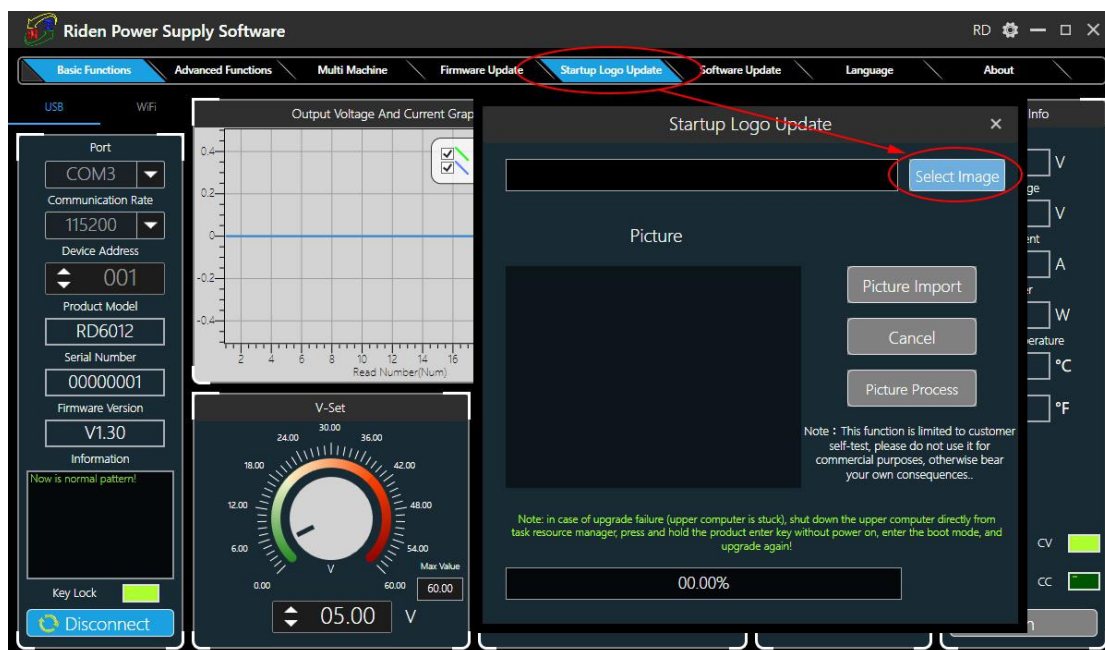 Riden Power Supply Software
RD
Basic Functions
Advanced Functions
Multi Machine
Firmware Update
Startup Logo Update
Software Update
Language
About
USB
WiFi
Port
COM3
Communication Rate
115200
Device Address
001
Product Model
RD6012
Serial Number
00000001
Firmware Version
V1.30
Information
Now is normal pattern!
Key Lock
Disconnect
Output Voltage And Current Grap
0.4
0.2
0
-0.2
-0.4
2 4 6 8 10 12 14 16
Read Number(Num)
V-Set
0.00
6.00
12.00
18.00
24.00
30.00
36.00
42.00
48.00
54.00
60.00
V
Max Value
60.00
05.00 V
Startup Logo Update
Select Image
Picture
Picture Import
Cancel
Picture Process
Note：This function is limited to customer
self-test, please do not use it for
commercial purposes, otherwise bear
your own consequences..
Note: in case of upgrade failure (upper computer is stuck), shut down the upper computer directly from
task resource manager, press and hold the product enter key without power on, enter the boot mode, and
upgrade again!
00.00%
Info
V
ge
V
ent
A
er
W
perature
°C
°F
CV
CC